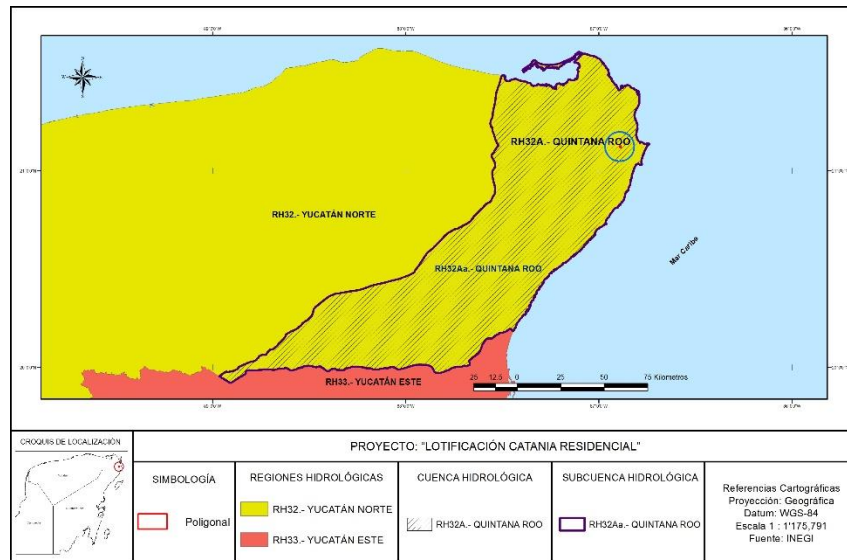 RH32A.- QUINTANA ROO
RH32.- YUCATÁN NORTE
Mar Caribe
RH32Aa.- QUINTANA ROO
RH33.- YUCATÁN ESTE
25 12.5 0 25 50 75 Kilometros
CROQUIS DE LOCALIZACIÓN
PROYECTO: "LOTIFICACIÓN CATANIA RESIDENCIAL"
SIMBOLOGÍA
Poligonal
REGIONES HIDROLÓGICAS
RH32.- YUCATÁN NORTE
RH33.- YUCATÁN ESTE
CUENCA HIDROLÓGICA
RH32A.- QUINTANA ROO
SUBCUENCA HIDROLÓGICA
RH32Aa.- QUINTANA ROO
Referencias Cartográficas
Proyección: Geográfica
Datum: WGS-84
Escala 1 : 1'175,791
Fuente: INEGI